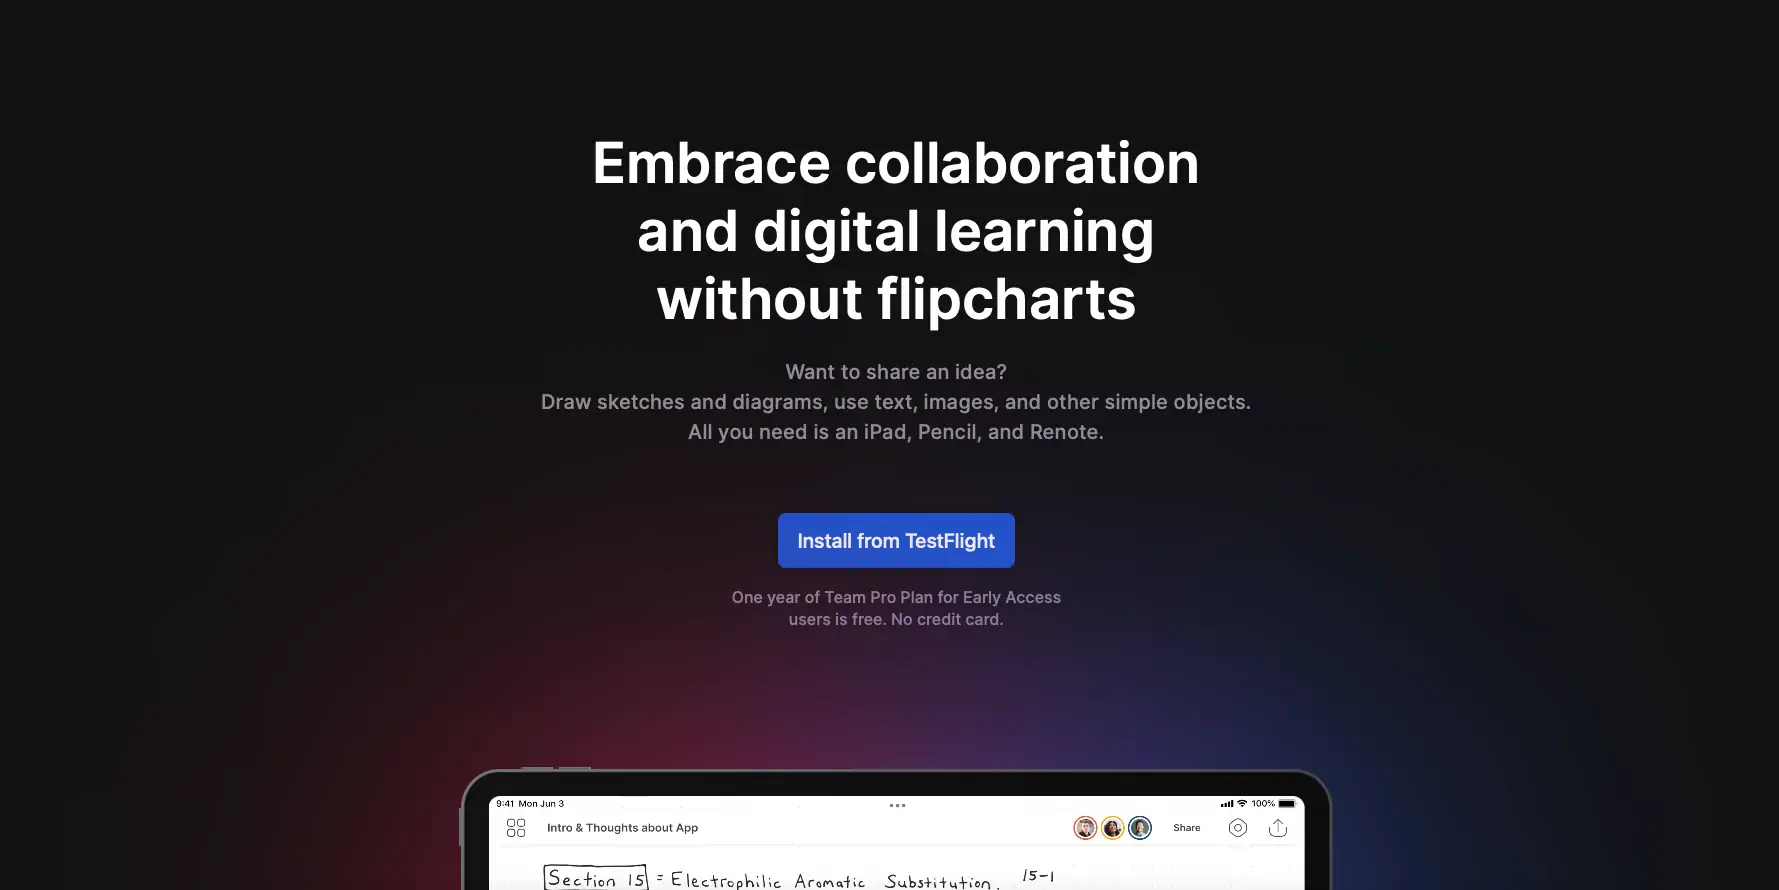 Embrace collaboration
and digital learning
without flipcharts
Want to share an idea?
Draw sketches and diagrams, use text, images, and other simple objects.
All you need is an iPad, Pencil, and Renote.
Install from TestFlight
One year of Team Pro Plan for Early Access
users is free. No credit card.
9:41 Mon Jun 3
100%
Intro & Thoughts about App
Share
Section 15 = Electrophilic Aromatic Substitution. 15-1